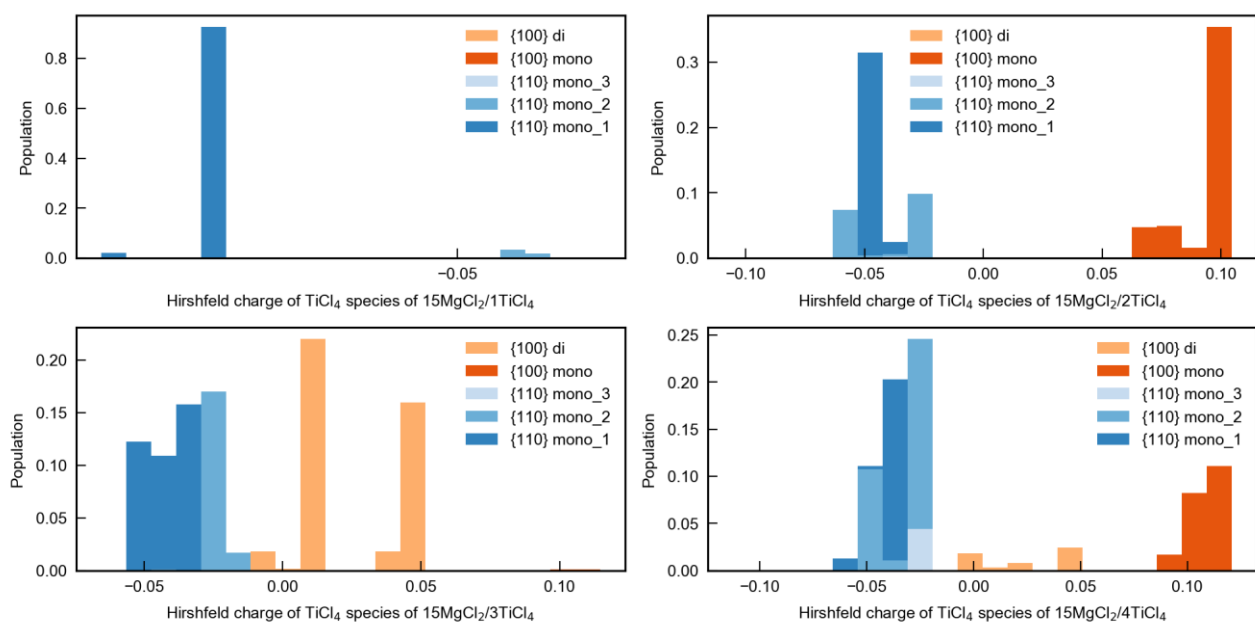 {100} di
{100} mono
{110} mono_3
{110} mono_2
{110} mono_1
0.8
0.6
0.4
0.2
0.0
Population
−0.05
Hirshfeld charge of TiCl₄ species of 15MgCl₂/1TiCl₄
{100} di
{100} mono
{110} mono_3
{110} mono_2
{110} mono_1
0.3
0.2
0.1
0.0
Population
−0.10 −0.05 0.00 0.05 0.10
Hirshfeld charge of TiCl₄ species of 15MgCl₂/2TiCl₄
{100} di
{100} mono
{110} mono_3
{110} mono_2
{110} mono_1
0.20
0.15
0.10
0.05
0.00
Population
−0.05 0.00 0.05 0.10
Hirshfeld charge of TiCl₄ species of 15MgCl₂/3TiCl₄
{100} di
{100} mono
{110} mono_3
{110} mono_2
{110} mono_1
0.25
0.20
0.15
0.10
0.05
0.00
Population
−0.10 −0.05 0.00 0.05 0.10
Hirshfeld charge of TiCl₄ species of 15MgCl₂/4TiCl₄